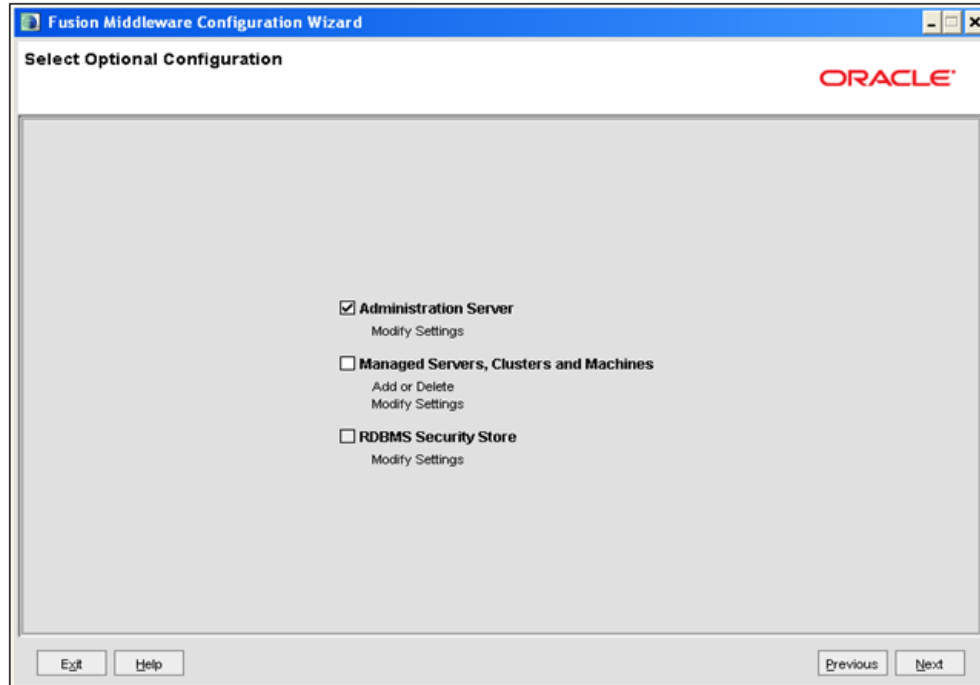 Fusion Middleware Configuration Wizard
Select Optional Configuration
ORACLE
Administration Server
Modify Settings
Managed Servers, Clusters and Machines
Add or Delete
Modify Settings
RDBMS Security Store
Modify Settings
Exit Help Previous Next